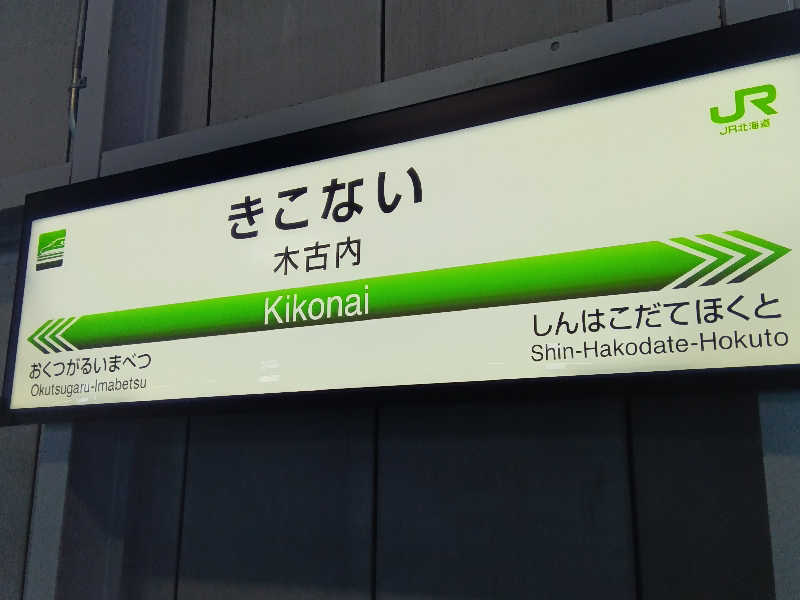 JR
JR北海道
きこない
木古内
Kikonai
おくつがるいまべつ
Okutsugaru-Imabetsu
しんはこだてほくと
Shin-Hakodate-Hokuto